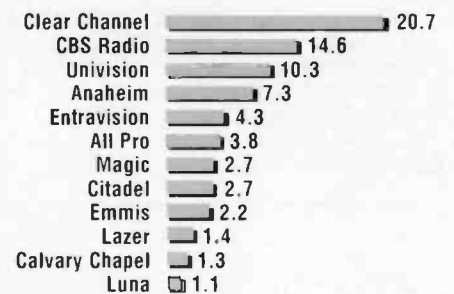 Clear Channel 20.7
CBS Radio 14.6
Univision 10.3
Anaheim 7.3
Entravision 4.3
All Pro 3.8
Magic 2.7
Citadel 2.7
Emmis 2.2
Lazer 1.4
Calvary Chapel 1.3
Luna 1.1